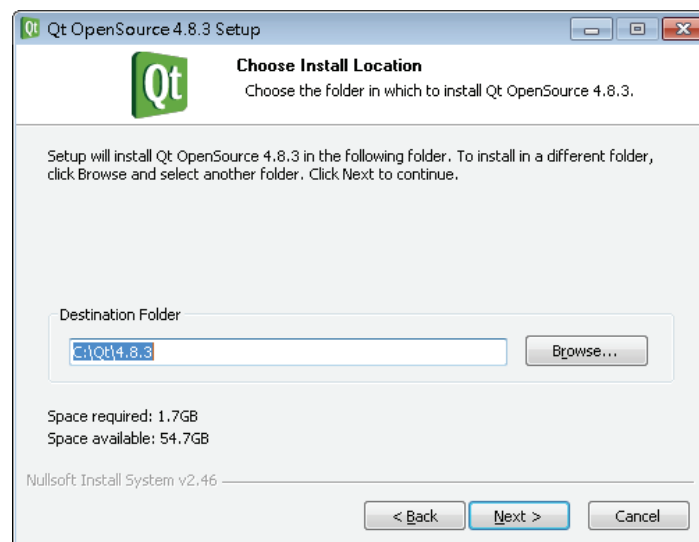 Qt Qt OpenSource 4.8.3 Setup
Qt
Choose Install Location
Choose the folder in which to install Qt OpenSource 4.8.3.
Setup will install Qt OpenSource 4.8.3 in the following folder. To install in a different folder,
click Browse and select another folder. Click Next to continue.
Destination Folder
C:\Qt\4.8.3
Browse...
Space required: 1.7GB
Space available: 54.7GB
Nullsoft Install System v2.46
< Back
Next >
Cancel